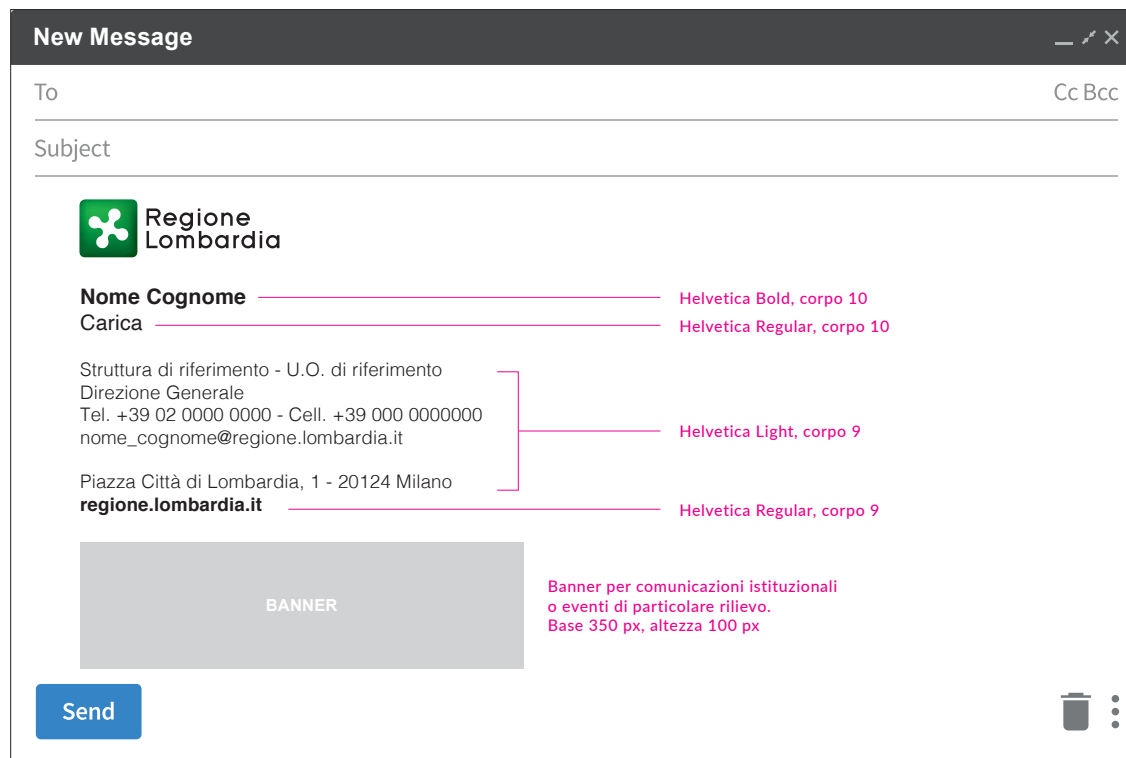 New Message
To
Cc Bcc
Subject
Regione
Lombardia
Nome Cognome
Helvetica Bold, corpo 10
Carica
Helvetica Regular, corpo 10
Struttura di riferimento - U.O. di riferimento
Direzione Generale
Tel. +39 02 0000 0000 - Cell. +39 000 0000000
nome_cognome@regione.lombardia.it
Helvetica Light, corpo 9
Piazza Città di Lombardia, 1 - 20124 Milano
regione.lombardia.it
Helvetica Regular, corpo 9
BANNER
Banner per comunicazioni istituzionali
o eventi di particolare rilievo.
Base 350 px, altezza 100 px
Send